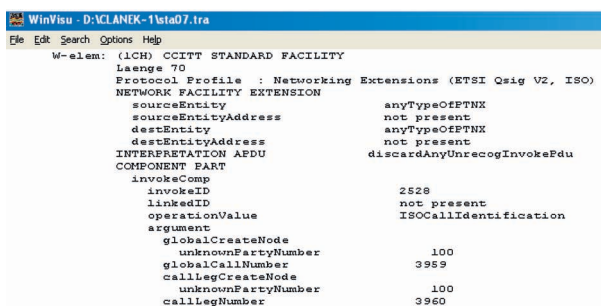 WinVisu - D:\CLANEK~1\sta07.tra
File Edit Search Options Help
W-elem: (1CH) CCITT STANDARD FACILITY
Laenge 70
Protocol Profile : Networking Extensions (ETSI Qsig V2, ISO)
NETWORK FACILITY EXTENSION
sourceEntity anyTypeOfPTNX
sourceEntityAddress not present
destEntity anyTypeOfPTNX
destEntityAddress not present
INTERPRETATION APDU discardAnyUnrecogInvokePdu
COMPONENT PART
invokeComp
invokeID 2528
linkedID not present
operationValue ISOCallIdentification
argument
globalCreateNode
unknownPartyNumber 100
globalCallNumber 3959
callLegCreateNode
unknownPartyNumber 100
callLegNumber 3960